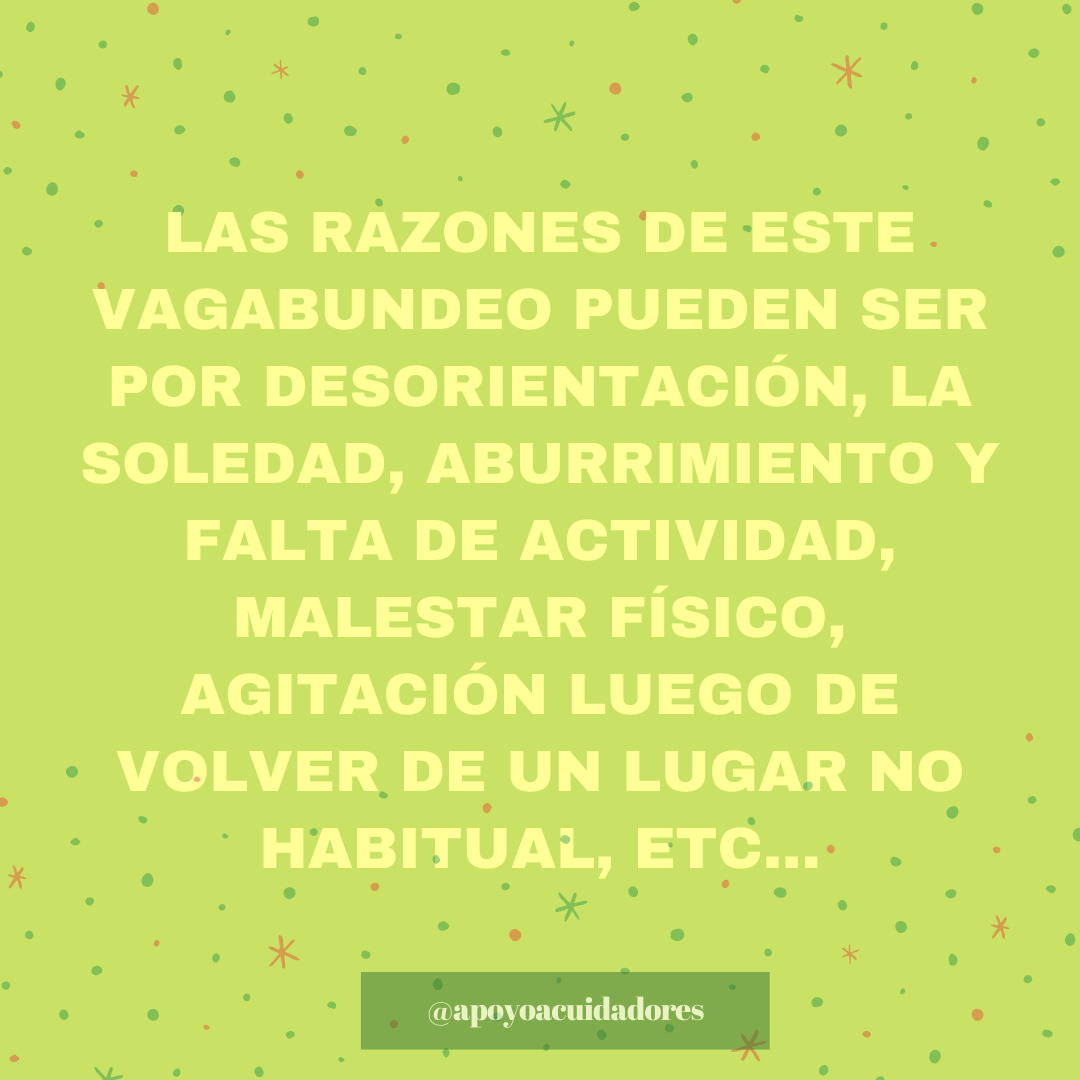 LAS RAZONES DE ESTE
VAGABUNDEO PUEDEN SER
POR DESORIENTACIÓN, LA
SOLEDAD, ABURRIMIENTO Y
FALTA DE ACTIVIDAD,
MALESTAR FÍSICO,
AGITACIÓN LUEGO DE
VOLVER DE UN LUGAR NO
HABITUAL, ETC...
@apoyoacuidadores